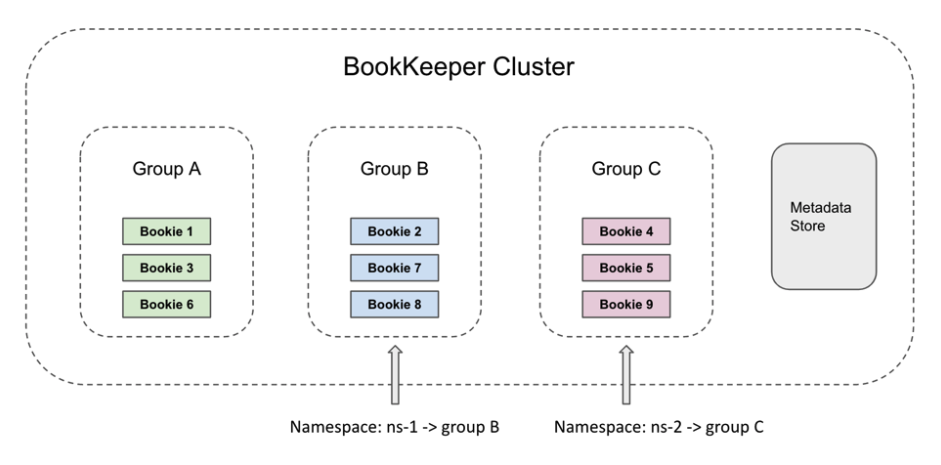 BookKeeper Cluster
Group A
Bookie 1
Bookie 3
Bookie 6
Group B
Bookie 2
Bookie 7
Bookie 8
Group C
Bookie 4
Bookie 5
Bookie 9
Metadata
Store
Namespace: ns-1 -> group B
Namespace: ns-2 -> group C